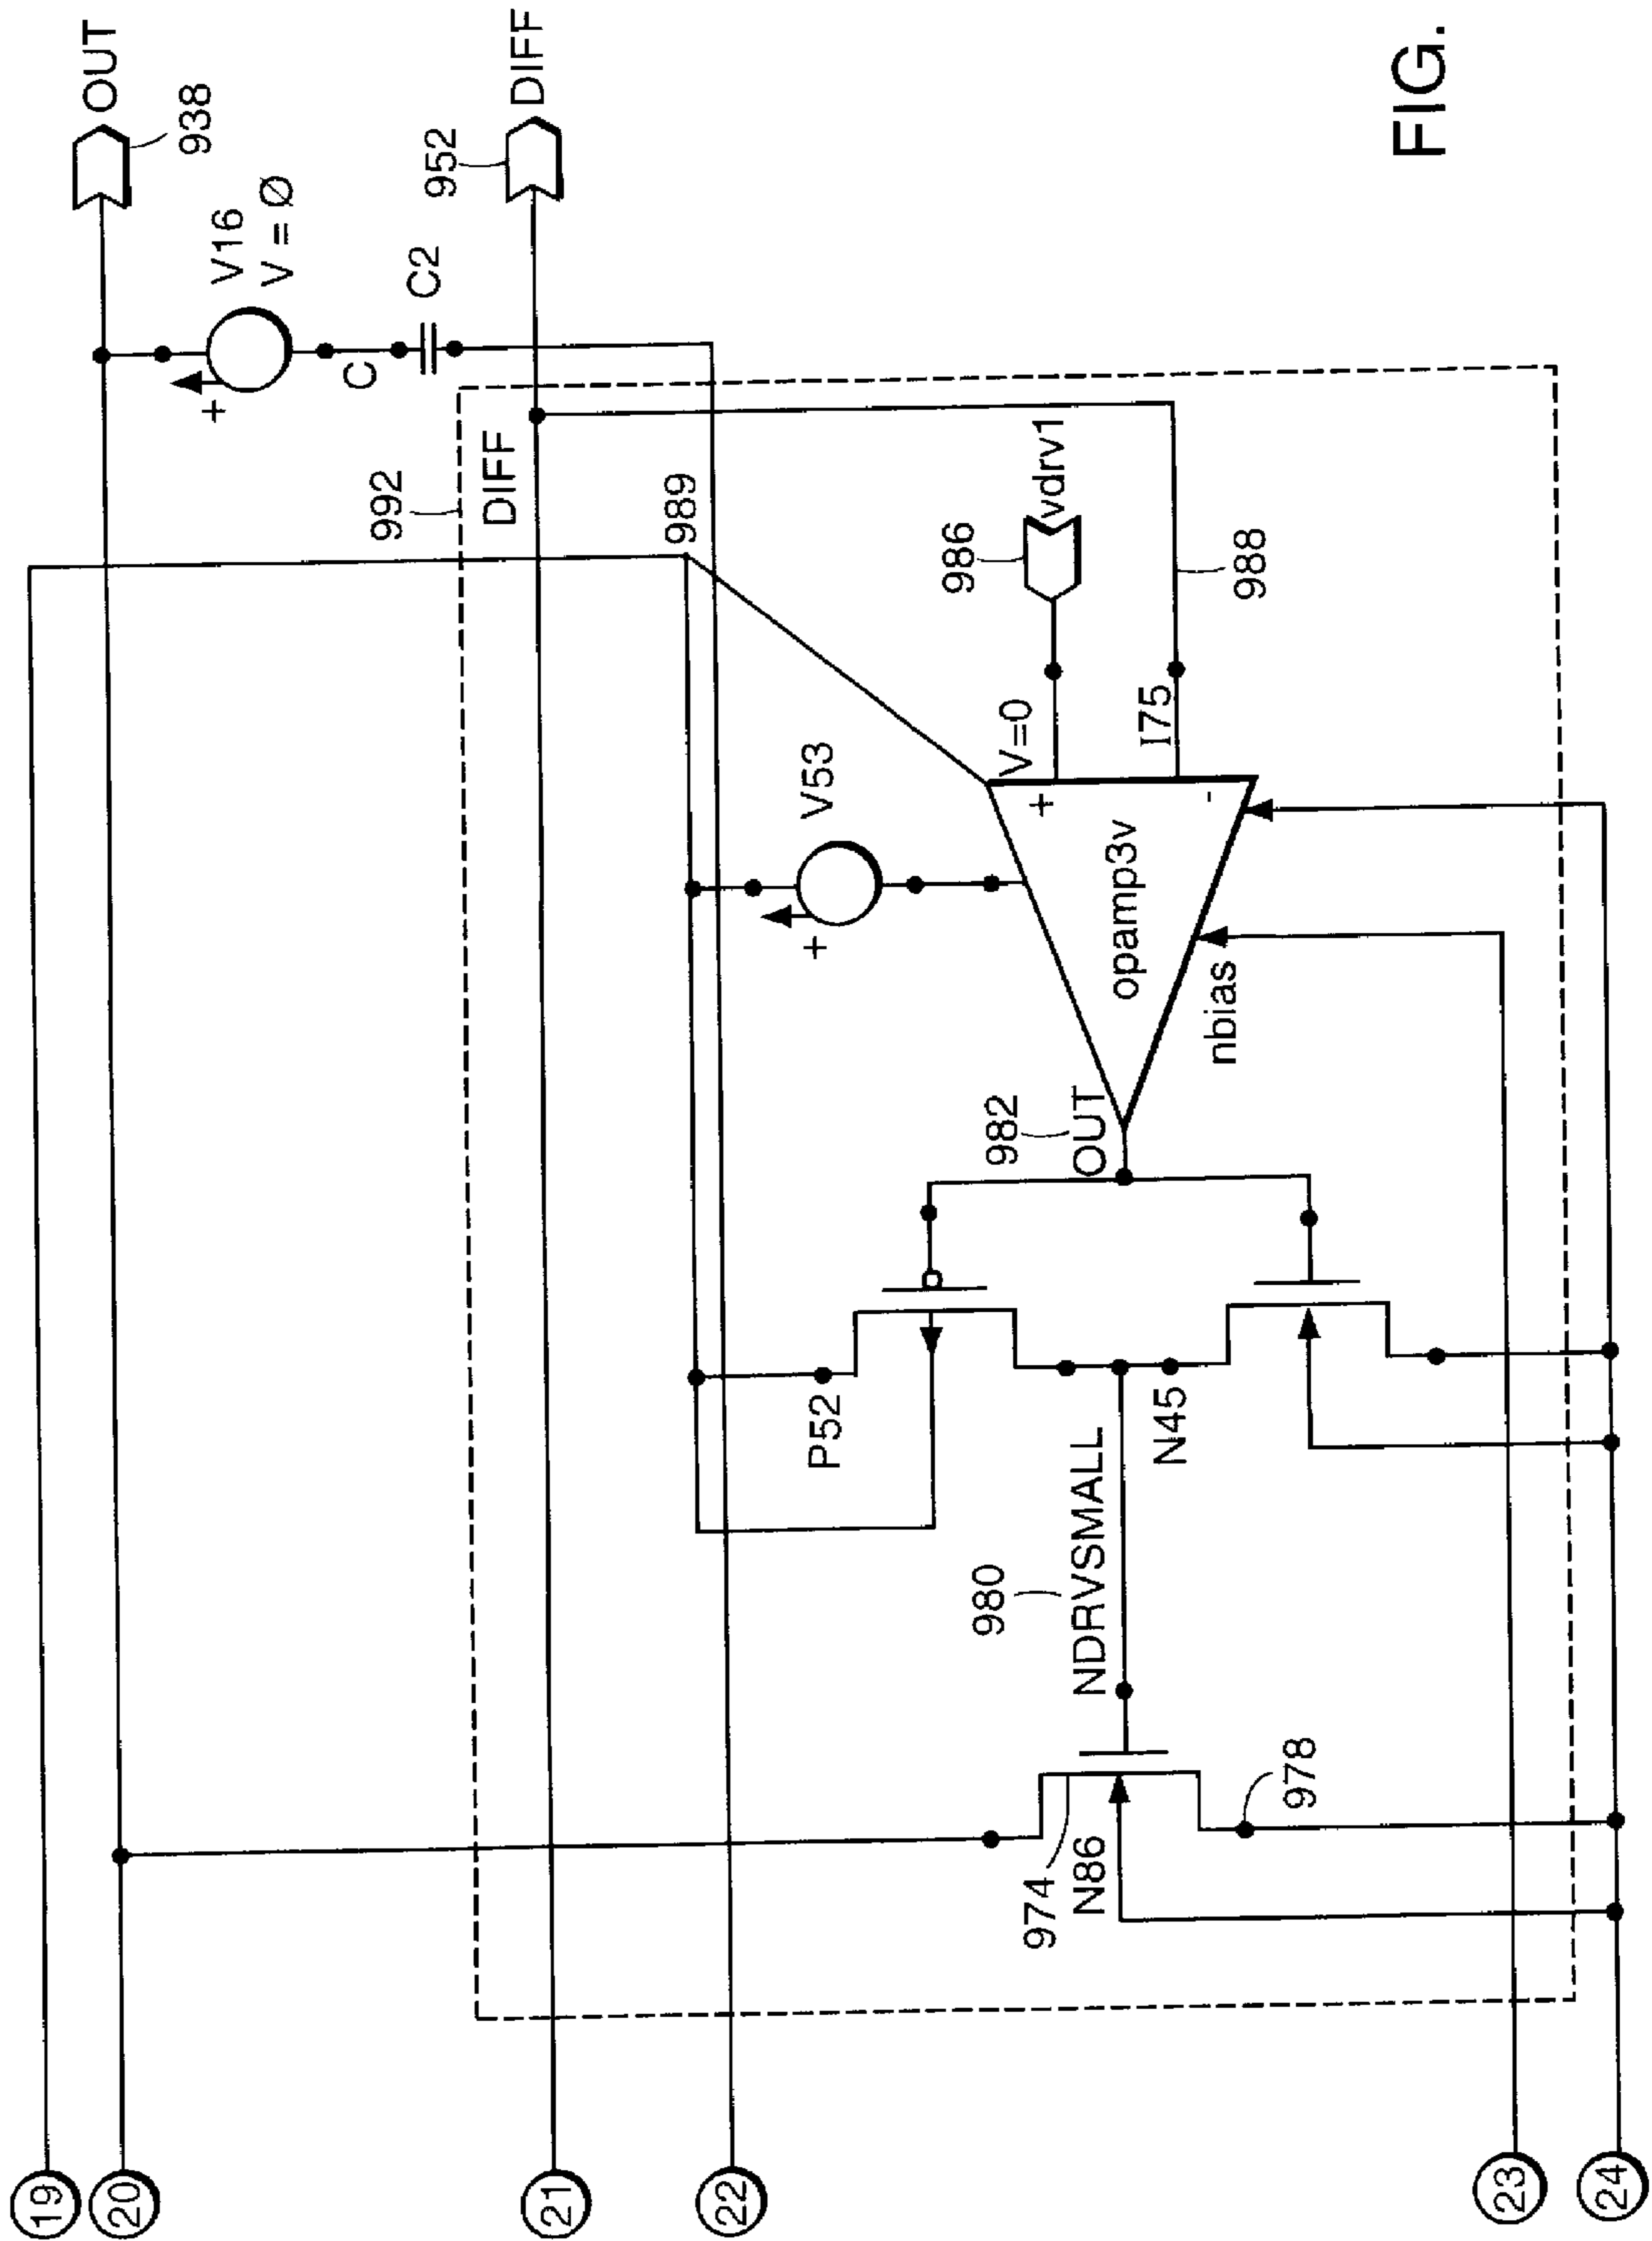 OUT
938
V16
V = Ø
+
C
C2
952
DIFF
992
DIFF
989
986
vdrv1
988
V=0
I75
V53
+
+
-
opamp3v
nbias
982
OUT
P52
N45
980
NDRVSMALL
974
N86
978
19
20
21
22
23
24
FIG.